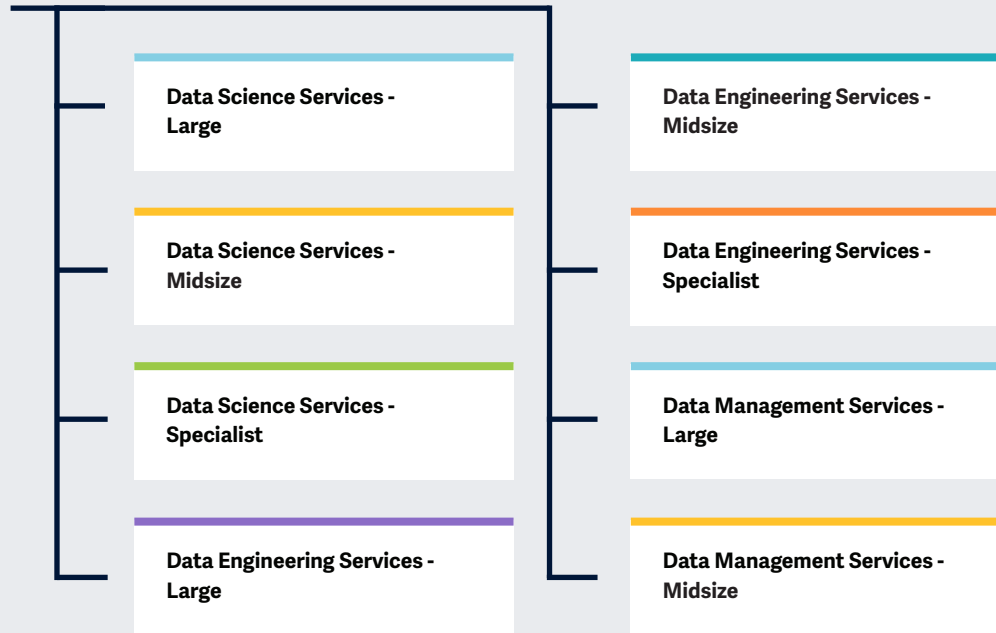 Data Science Services -
Large
Data Science Services -
Midsize
Data Science Services -
Specialist
Data Engineering Services -
Large
Data Engineering Services -
Midsize
Data Engineering Services -
Specialist
Data Management Services -
Large
Data Management Services -
Midsize